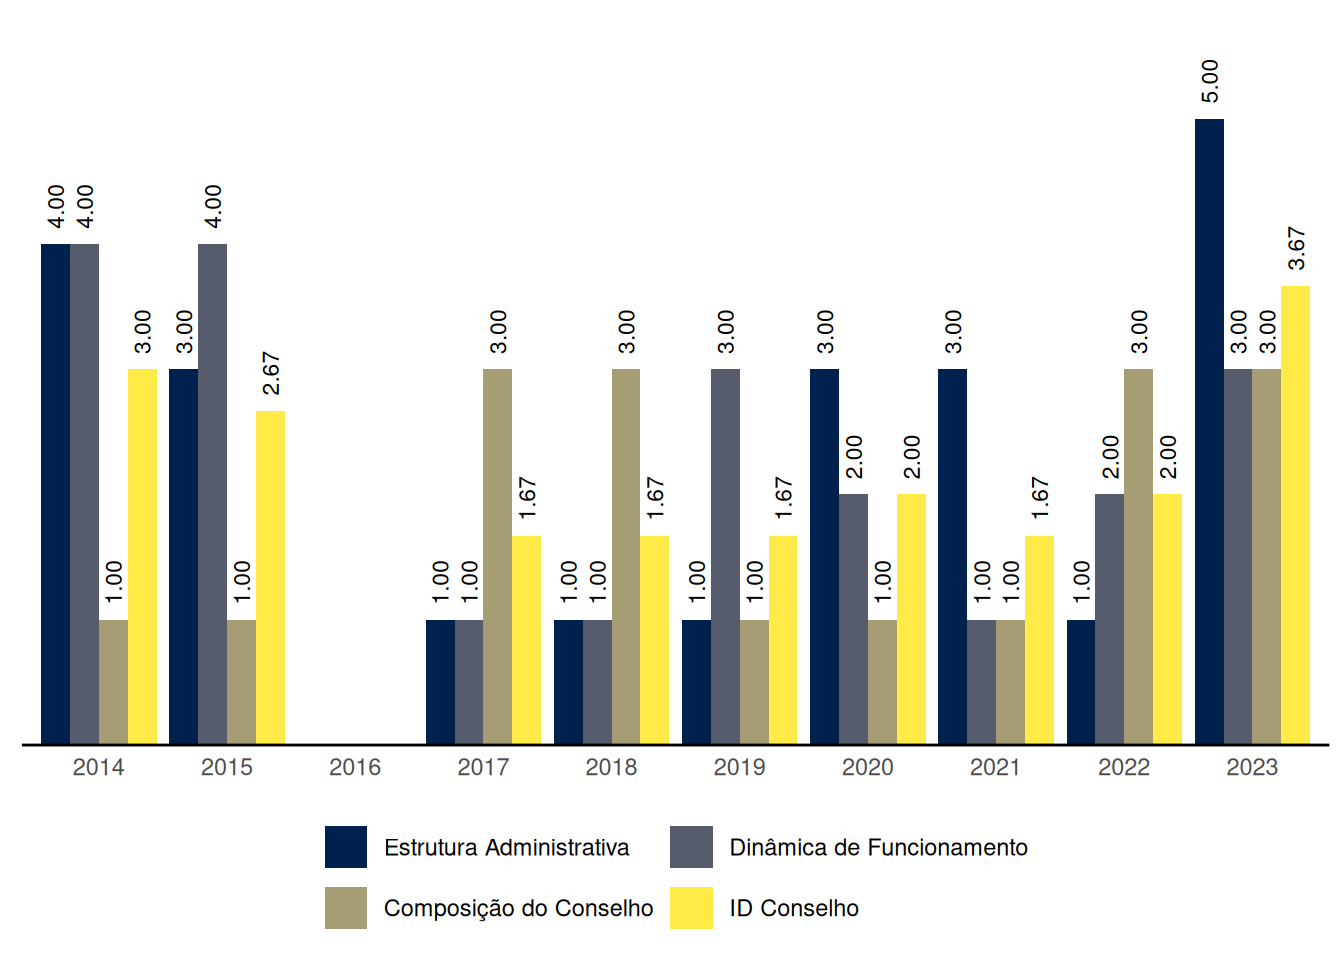 5.00
4.00 4.00 4.00 3.67
3.00 3.00 2.67 3.00 3.00 3.00 3.00 3.00 3.00 3.00 3.00
1.67 1.67 1.67 2.00 2.00 1.67 2.00 2.00
1.00 1.00 1.00 1.00 1.00 1.00 1.00 1.00 1.00 1.00 1.00 1.00
2014 2015 2016 2017 2018 2019 2020 2021 2022 2023
Estrutura Administrativa Dinâmica de Funcionamento
Composição do Conselho ID Conselho